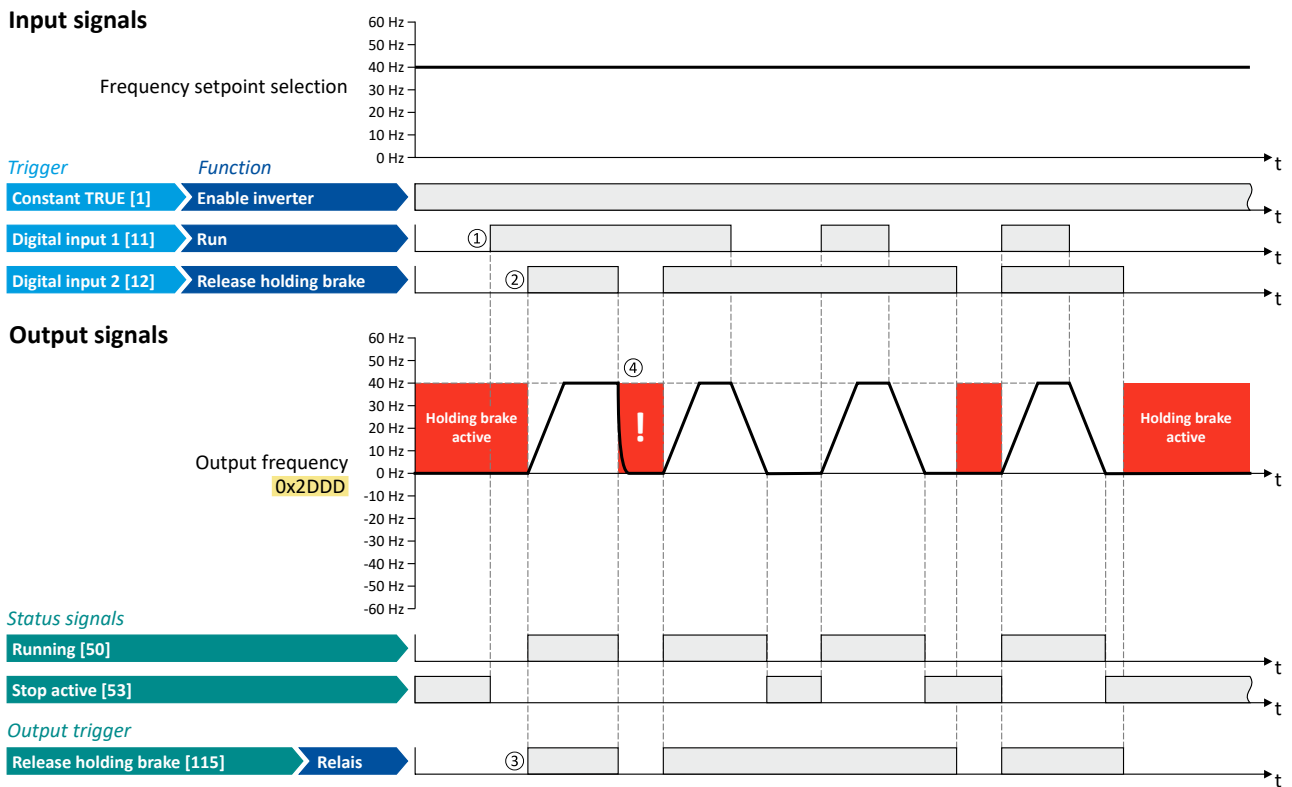 Input signals
60 Hz
50 Hz
40 Hz
Frequency setpoint selection
30 Hz
20 Hz
10 Hz
0 Hz
t
Trigger Function
Constant TRUE [1] Enable inverter
t
Digital input 1 [11] Run
①
t
Digital input 2 [12] Release holding brake
②
t
Output signals
60 Hz
50 Hz
④
40 Hz
30 Hz
Holding brake active
!
Holding brake active
20 Hz
10 Hz
Output frequency
0 Hz
t
0x2DDD
-10 Hz
-20 Hz
-30 Hz
-40 Hz
-50 Hz
-60 Hz
Status signals
Running [50]
t
Stop active [53]
t
Output trigger
Release holding brake [115] Relais
③
t